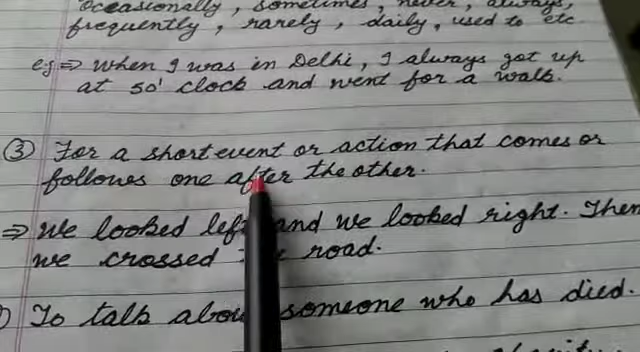 Occasionally, sometimes, never, always,
frequently, rarely, daily, used to etc
eg ⇒ When I was in Delhi, I always got up
at 5o' clock and went for a walk.
③ For a short event or action that comes or
follows one after the other.
⇒ We looked left and we looked right. Then
we crossed road.
To talk about someone who has died.